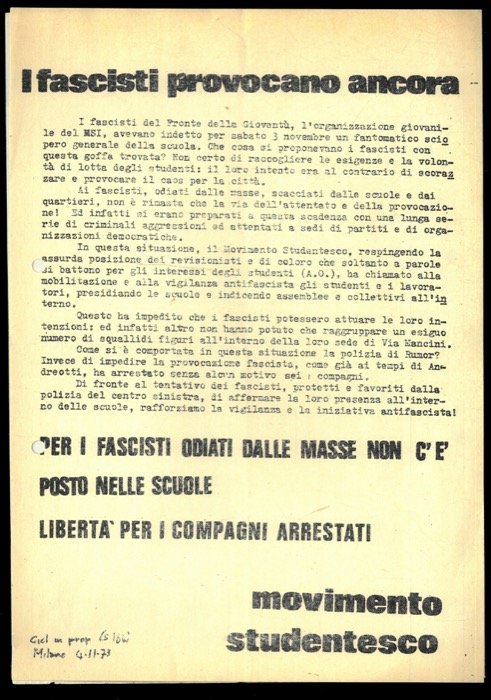 I fascisti provocano ancora
I fascisti del Fronte della Giovantù, l'organizzazione giovani-
le del MSI, avevano indetto per sabato 3 novembre un fantomatico scio
pero generale della scuola. Che cosa si proponevano i fascisti con
questa goffa trovata? Non certo di raccogliere le esigenze e la volon-
tà di lotta degli studenti: il loro intento era al contrario di scoraz
zare e provocare il caos per la città.
Ai fascisti, odiati dalle masse, scacciati dalle scuole e dai
quartieri, non è rimasta che la via dell'attentato e della provocazio-
ne! Ed infatti si erano preparati a questa scadenza con una lunga se-
rie di criminali aggressioni ed attentati a sedi di partiti e di orga-
nizzazioni democratiche.
In questa situazione, il Movimento Studentesco, respingendo la
assurda posizione dei revisionisti e di coloro che soltanto a parole
si battono per gli interessi degli studenti (A.O.), ha chiamato alla
mobilitazione e alla vigilanza antifascista gli studenti e i lavora-
tori, presidiando le scuole e indicendo assemblee e collettivi all'in
terno.
Questo ha impedito che i fascisti potessero attuare le loro in-
tenzioni: ed infatti altro non hanno potuto che raggruppare un esiguo
numero di squallidi figuri all'interno della loro sede di Via Mancini.
Come si è comportata in questa situazione la polizia di Rumor?
Invece di impedire la provocazione fascista, come già ai tempi di An-
dreotti, ha arrestato senza alcun motivo sei compagni.
Di fronte al tentativo dei fascisti, protetti e favoriti dalla
polizia del centro sinistra, di affermare la loro presenza all'inter-
no delle scuole, rafforziamo la vigilanza e la iniziativa antifascista!
PER I FASCISTI ODIATI DALLE MASSE NON C'E'
POSTO NELLE SCUOLE
LIBERTA' PER I COMPAGNI ARRESTATI
movimento
studentesco
Cicl in prop
Milano 4-11-73